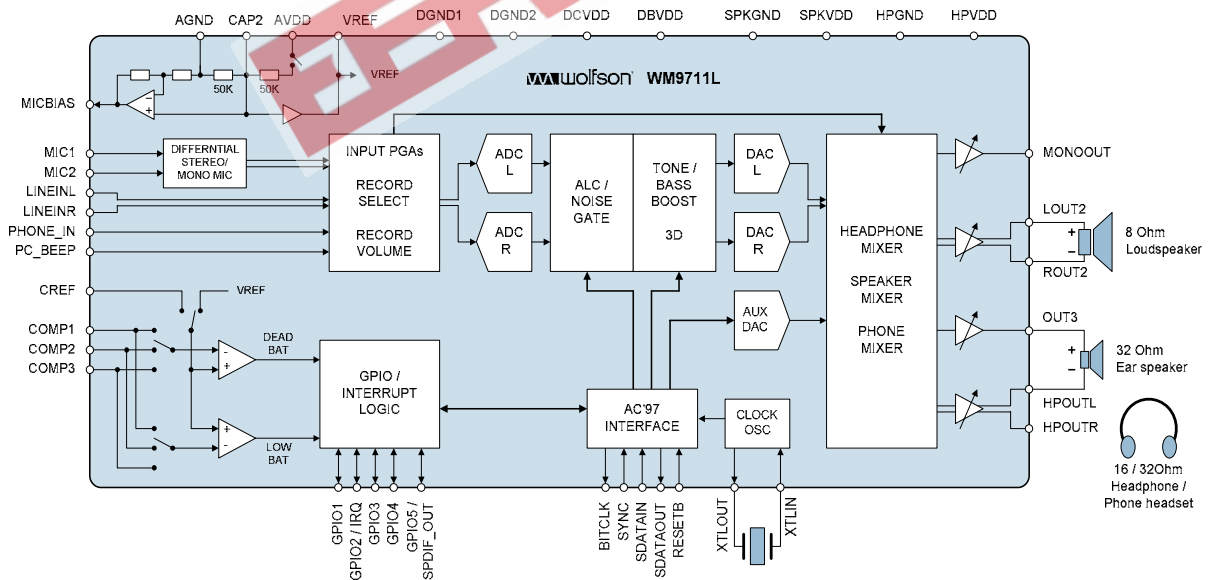 AGND CAP2 AVDD VREF DGND1 DGND2 DCVDD DBVDD SPKGND SPKVDD HPGND HPVDD
VREF
50K 50K
wolfson WM9711L
MICBIAS
MIC1
MIC2
LINEINL
LINEINR
PHONE_IN
PC_BEEP
CREF
COMP1
COMP2
COMP3
DIFFERNTIAL
STEREO/
MONO MIC
INPUT PGAs
RECORD
SELECT
RECORD
VOLUME
ADC
L
ADC
R
ALC /
NOISE
GATE
TONE /
BASS
BOOST
3D
DAC
L
DAC
R
AUX
DAC
HEADPHONE
MIXER
SPEAKER
MIXER
PHONE
MIXER
MONOOUT
LOUT2
+
−
8 Ohm
Loudspeaker
ROUT2
OUT3
+
−
32 Ohm
Ear speaker
HPOUTL
HPOUTR
16 / 32Ohm
Headphone /
Phone headset
VREF
−
+
−
+
DEAD
BAT
+
-
LOW
BAT
GPIO /
INTERRUPT
LOGIC
AC'97
INTERFACE
CLOCK
OSC
GPIO1
GPIO2 / IRQ
GPIO3
GPIO4
GPIO5 /
SPDIF_OUT
BITCLK
SYNC
SDATAIN
SDATAOUT
RESETB
XTLOUT
XTLIN